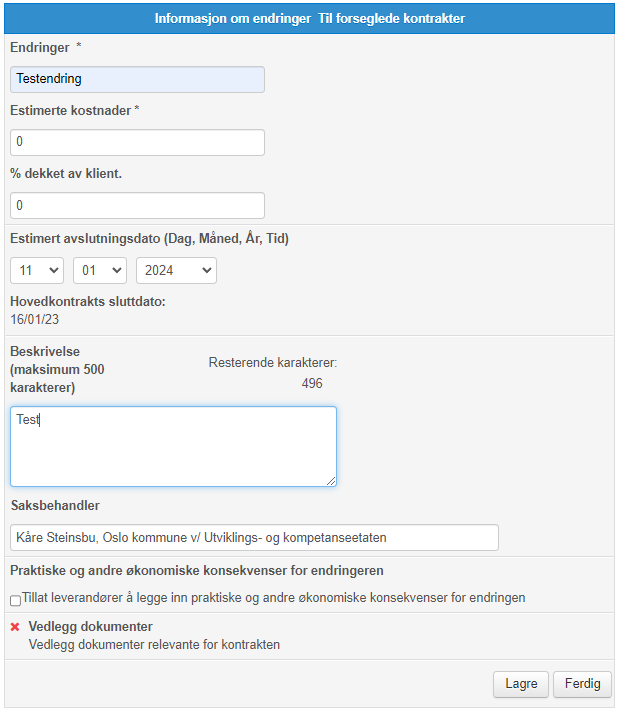 Informasjon om endringer  Til forseglede kontrakter
Endringer *
Testendring
Estimerte kostnader *
0
% dekket av klient.
0
Estimert avslutningsdato (Dag, Måned, År, Tid)
11 01 2024
Hovedkontrakts sluttdato:
16/01/23
Beskrivelse
(maksimum 500
karakterer)
Resterende karakterer:
496
Test
Saksbehandler
Kåre Steinsbu, Oslo kommune v/ Utviklings- og kompetanseetaten
Praktiske og andre økonomiske konsekvenser for endringeren
Tillat leverandører å legge inn praktiske og andre økonomiske konsekvenser for endringen
Vedlegg dokumenter
Vedlegg dokumenter relevante for kontrakten
Lagre Ferdig